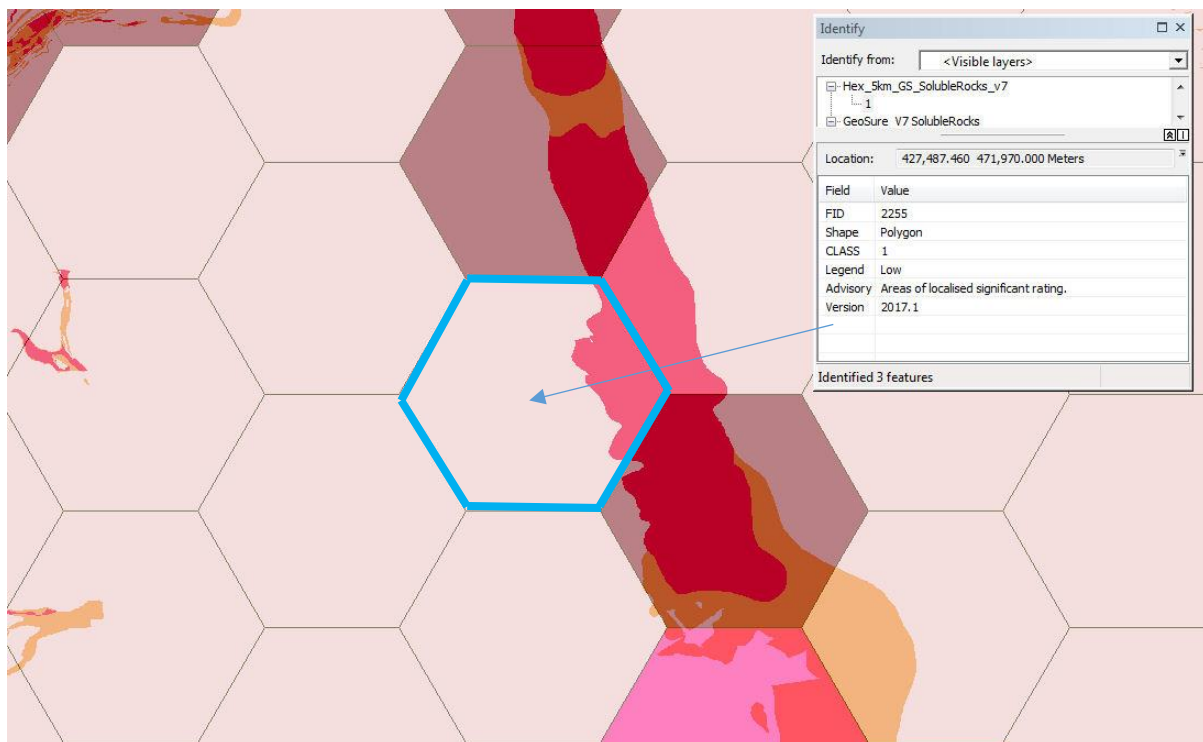 Identify
Identify from: <Visible layers>
Hex_5km_GS_SolubleRocks_v7
1
GeoSure V7 SolubleRocks
Location: 427,487.460 471,970.000 Meters
Field Value
FID 2255
Shape Polygon
CLASS 1
Legend Low
Advisory Areas of localised significant rating.
Version 2017.1
Identified 3 features